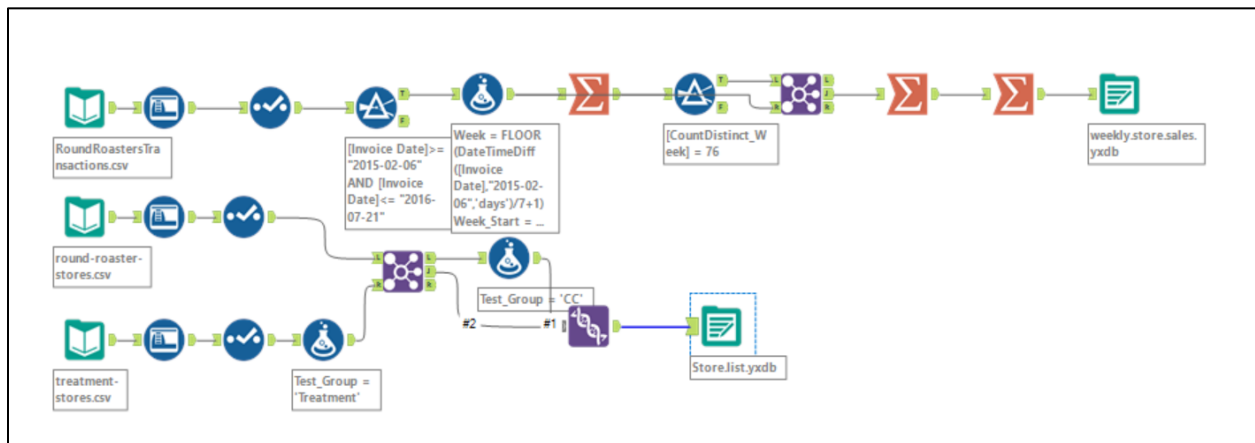 RoundRoastersTra
nsactions.csv
[Invoice Date]>=
"2015-02-06"
AND [Invoice
Date]<= "2016-
07-21"
Week = FLOOR
(DateTimeDiff
([Invoice
Date],"2015-02-
06",'days')/7+1)
Week_Start = ...
[CountDistinct_W
eek] = 76
weekly.store.sales.
yxdb
T
F
T
F
L
R
L
J
R
round-roaster-
stores.csv
L
R
L
J
R
Test_Group = 'CC'
#2
#1
Store.list.yxdb
treatment-
stores.csv
Test_Group =
'Treatment'